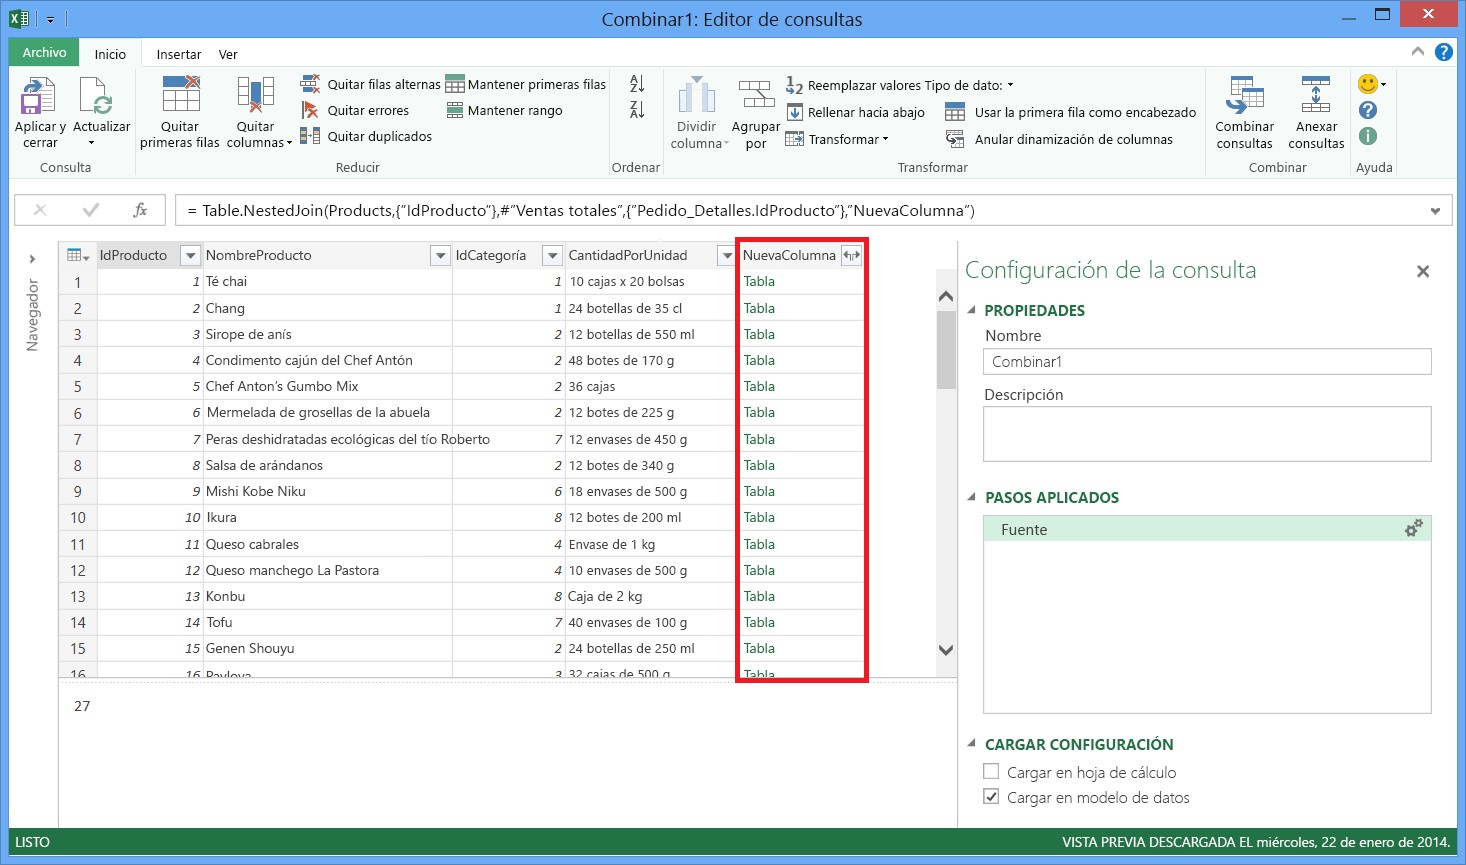 Combinar1: Editor de consultas
Archivo Inicio Insertar Ver
Aplicar y cerrar
Actualizar
Consulta
Quitar primeras filas
Quitar columnas
Quitar filas alternas
Quitar errores
Quitar duplicados
Mantener primeras filas
Mantener rango
Reducir
Ordenar
Dividir columna
Agrupar por
Reemplazar valores Tipo de dato:
Rellenar hacia abajo
Usar la primera fila como encabezado
Transformar
Anular dinamización de columnas
Transformar
Combinar consultas
Anexar consultas
Combinar
Ayuda
fx = Table.NestedJoin(Products,{"IdProducto"},#"Ventas totales",{"Pedido_Detalles.IdProducto"},"NuevaColumna")
Navegador
IdProducto NombreProducto IdCategoría CantidadPorUnidad NuevaColumna
1 1 Té chai 1 10 cajas x 20 bolsas Tabla
2 2 Chang 1 24 botellas de 35 cl Tabla
3 3 Sirope de anís 2 12 botellas de 550 ml Tabla
4 4 Condimento cajún del Chef Antón 2 48 botes de 170 g Tabla
5 5 Chef Anton's Gumbo Mix 2 36 cajas Tabla
6 6 Mermelada de grosellas de la abuela 2 12 botes de 225 g Tabla
7 7 Peras deshidratadas ecológicas del tío Roberto 7 12 envases de 450 g Tabla
8 8 Salsa de arándanos 2 12 botes de 340 g Tabla
9 9 Mishi Kobe Niku 6 18 envases de 500 g Tabla
10 10 Ikura 8 12 botes de 200 ml Tabla
11 11 Queso cabrales 4 Envase de 1 kg Tabla
12 12 Queso manchego La Pastora 4 10 envases de 500 g Tabla
13 13 Konbu 8 Caja de 2 kg Tabla
14 14 Tofu 7 40 envases de 100 g Tabla
15 15 Genen Shouyu 2 24 botellas de 250 ml Tabla
16 16 Pavlova 3 32 cajas de 500 g Tabla
27
Configuración de la consulta
PROPIEDADES
Nombre
Combinar1
Descripción
PASOS APLICADOS
Fuente
CARGAR CONFIGURACIÓN
Cargar en hoja de cálculo
Cargar en modelo de datos
LISTO
VISTA PREVIA DESCARGADA EL miércoles, 22 de enero de 2014.